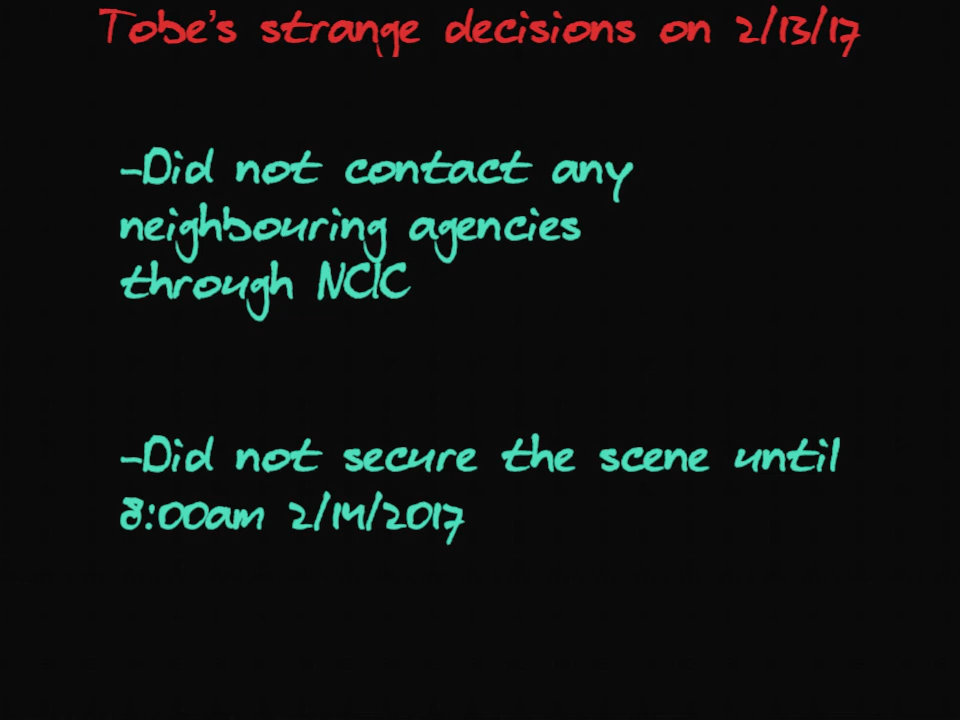 Tobe's strange decisions on 2/13/17
-Did not contact any
neighbouring agencies
through NCIC
-Did not secure the scene until
8:00am 2/14/2017